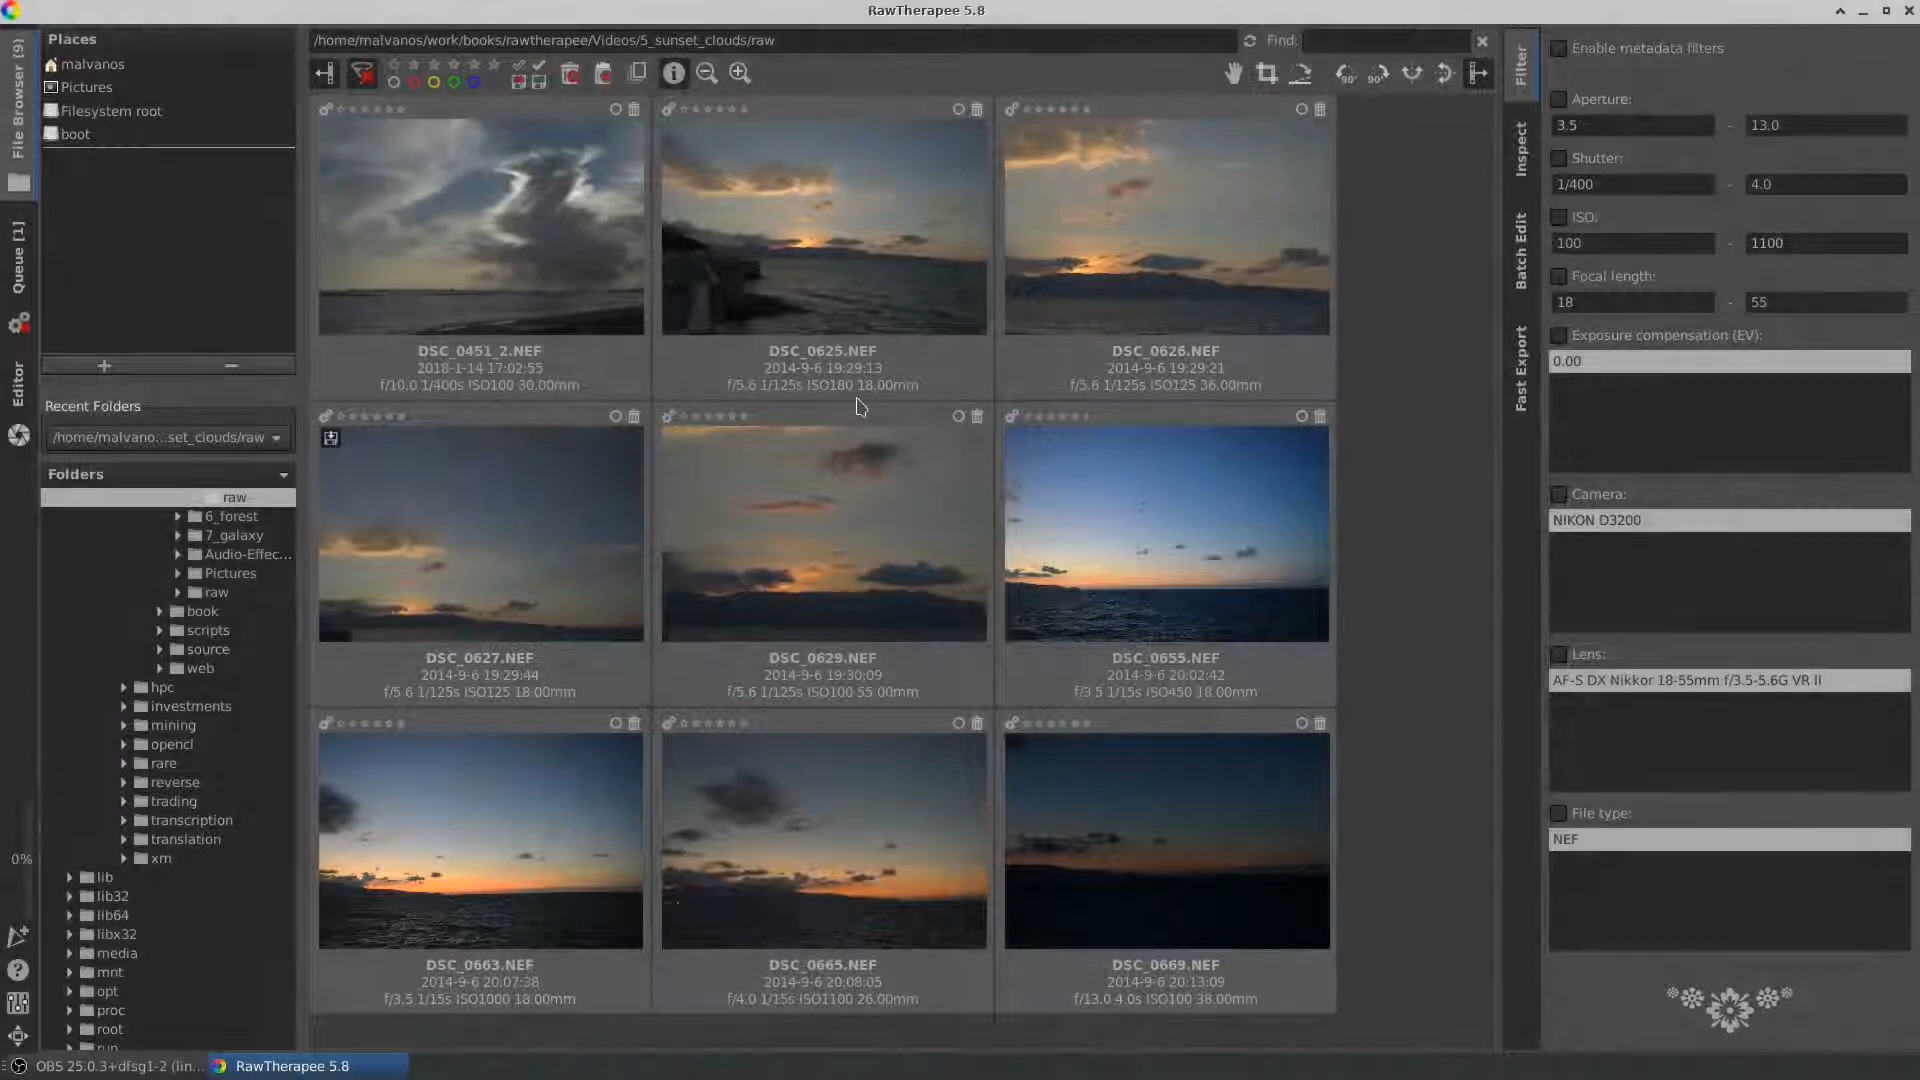 RawTherapee 5.8
File Browser (9)
Queue [1]
Editor
0%
Places
malvanos
Pictures
Filesystem root
boot
Recent Folders
/home/malvano...set_clouds/raw
Folders
raw
6_forest
7_galaxy
Audio-Effec...
Pictures
raw
book
scripts
source
web
hpc
investments
mining
opencl
rare
reverse
trading
transcription
translation
xm
lib
lib32
lib64
libx32
media
mnt
opt
proc
root
run
/home/malvanos/work/books/rawtherapee/Videos/5_sunset_clouds/raw
Find:
90°
90°
DSC_0451_2.NEF
2018-1-14 17:02:55
f/10.0 1/400s ISO100 30.00mm
DSC_0625.NEF
2014-9-6 19:29:13
f/5.6 1/125s ISO180 18.00mm
DSC_0626.NEF
2014-9-6 19:29:21
f/5.6 1/125s ISO125 36.00mm
DSC_0627.NEF
2014-9-6 19:29:44
f/5 6 1/125s ISO125 18.00mm
DSC_0629.NEF
2014-9-6 19:30:09
f/5.6 1/125s ISO100 55 00mm
DSC_0655.NEF
2014-9-6 20:02:42
f/3 5 1/15s ISO450 18.00mm
DSC_0663.NEF
2014-9-6 20:07:38
f/3.5 1/15s ISO1000 18.00mm
DSC_0665.NEF
2014-9-6 20:08:05
f/4.0 1/15s ISO1100 26.00mm
DSC_0669.NEF
2014-9-6 20:13:09
f/13.0 4.0s ISO100 38.00mm
Filter
Inspect
Batch Edit
Fast Export
Enable metadata filters
Aperture:
3.5 - 13.0
Shutter:
1/400 - 4.0
ISO:
100 - 1100
Focal length:
18 - 55
Exposure compensation (EV):
0.00
Camera:
NIKON D3200
Lens:
AF-S DX Nikkor 18-55mm f/3.5-5.6G VR II
File type:
NEF
OBS 25.0.3+dfsg1-2 (lin...
RawTherapee 5.8